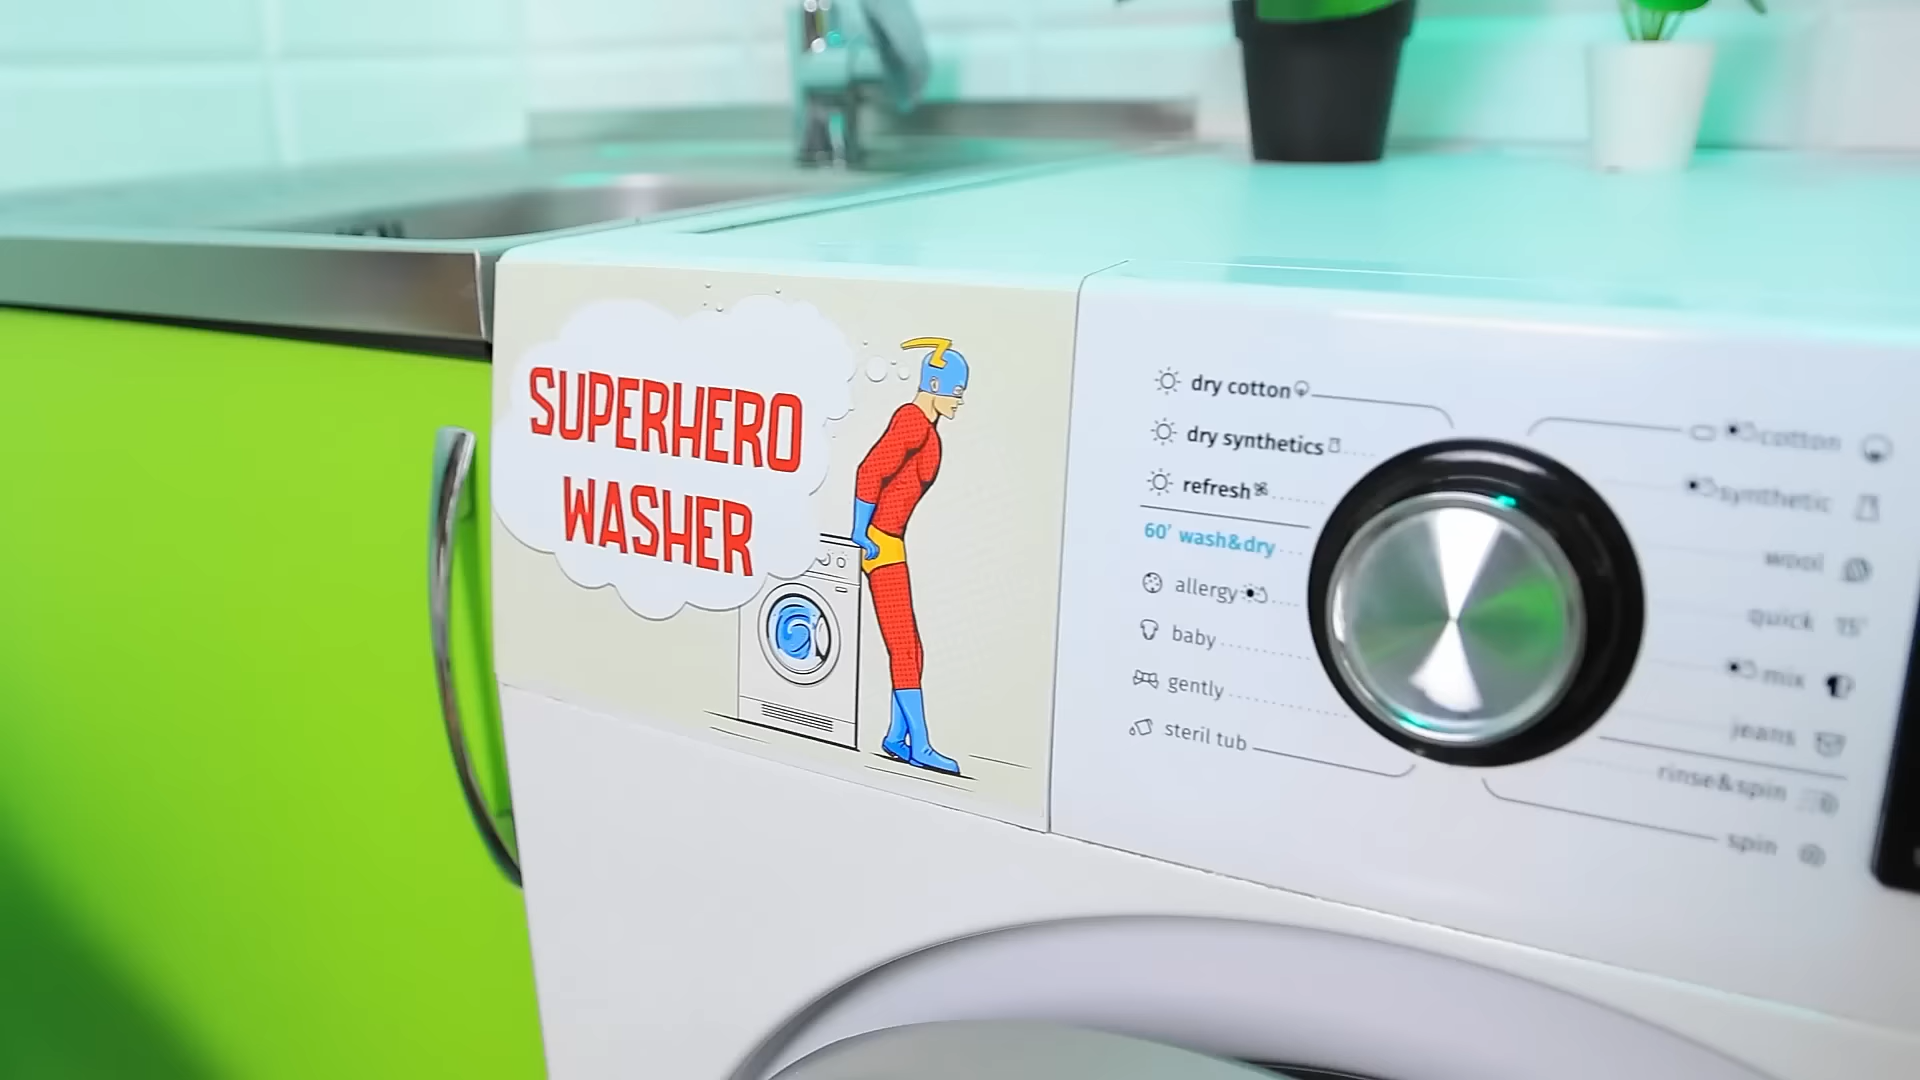 SUPERHERO
WASHER
dry cotton
dry synthetics
refresh
60' wash&dry
allergy
baby
gently
steril tub
cotton
synthetic
wool
quick 15'
mix
jeans
rinse&spin
spin